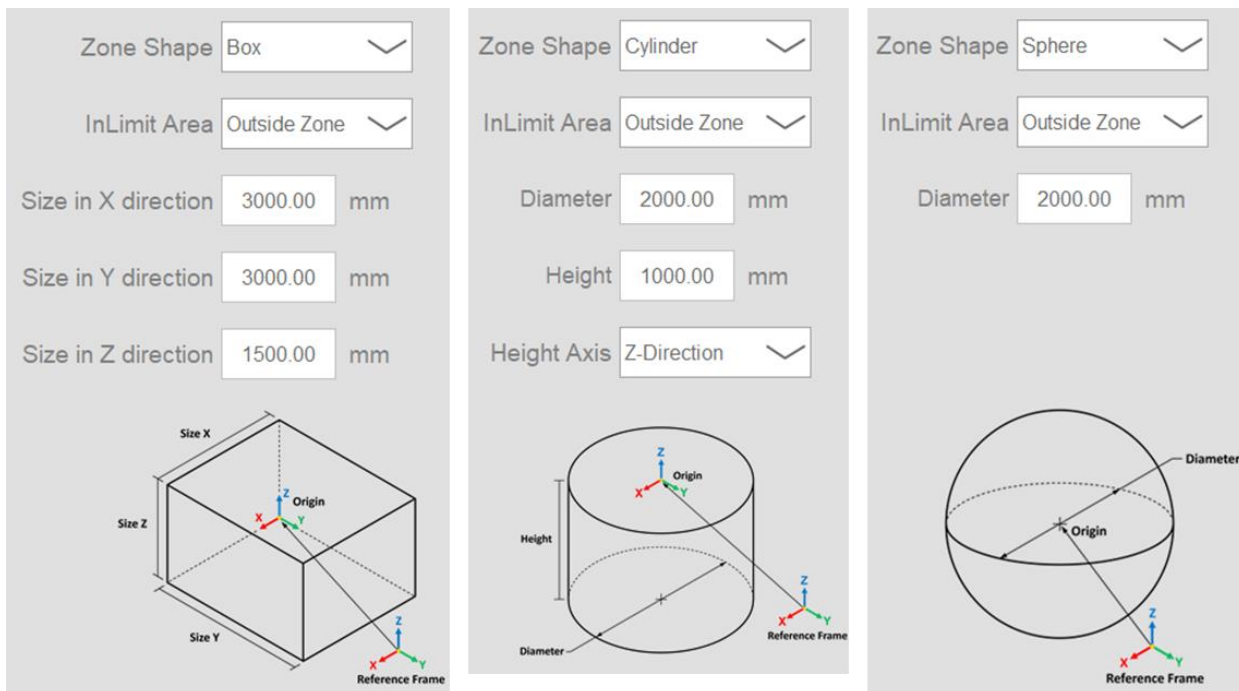 Zone Shape Box
InLimit Area Outside Zone
Size in X direction 3000.00 mm
Size in Y direction 3000.00 mm
Size in Z direction 1500.00 mm
Size X
Size Z
Z
Origin
X
Y
Size Y
Z
X
Y
Reference Frame
Zone Shape Cylinder
InLimit Area Outside Zone
Diameter 2000.00 mm
Height 1000.00 mm
Height Axis Z-Direction
Z
Origin
X
Y
Height
Z
X
Y
Reference Frame
Diameter
Zone Shape Sphere
InLimit Area Outside Zone
Diameter 2000.00 mm
Diameter
Origin
Z
X
Y
Reference Frame